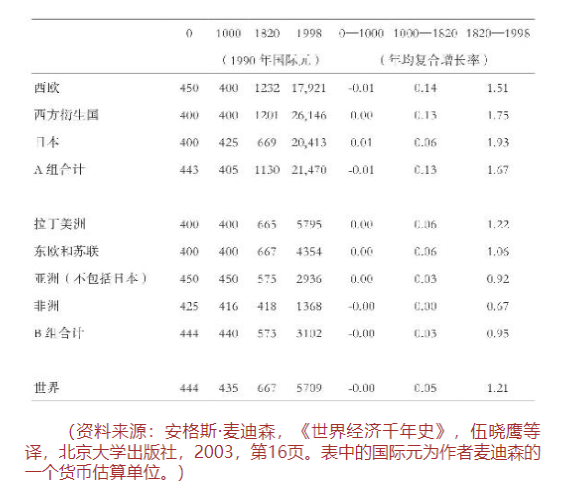 0 1000 1820 1998 0—1000 1000—1820 1820—1998
（1990 年国际元） （年均复合增长率）
西欧 450 400 1232 17,921 -0.01 0.14 1.51
西方衍生国 400 400 1201 26,146 0.00 0.13 1.75
日本 400 425 669 20,413 0.01 0.06 1.93
A 组合计 443 405 1130 21,470 -0.01 0.13 1.67
拉丁美洲 400 400 665 5795 0.00 0.06 1.22
东欧和苏联 400 400 667 4354 0.00 0.06 1.06
亚洲（不包括日本） 450 450 575 2936 0.00 0.03 0.92
非洲 425 416 418 1368 -0.00 0.00 0.67
B 组合计 444 440 573 3102 -0.00 0.03 0.95
世界 444 435 667 5709 -0.00 0.05 1.21
（资料来源：安格斯·麦迪森，《世界经济千年史》，伍晓鹰等
译，北京大学出版社，2003，第16页。表中的国际元为作者麦迪森的
一个货币估算单位。）